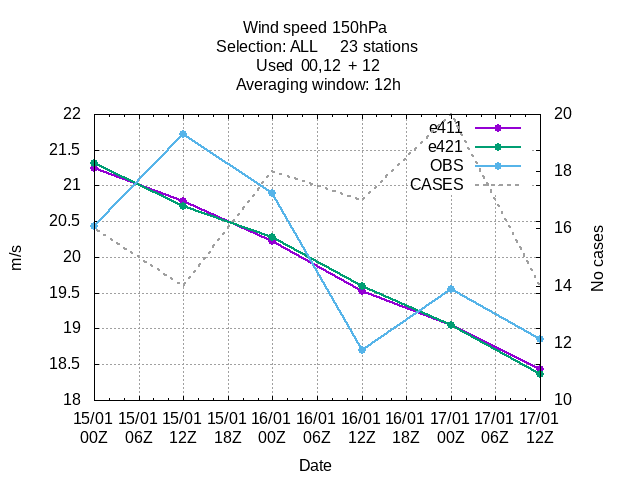 Wind speed 150hPa
Selection: ALL 23 stations
Used 00,12 + 12
Averaging window: 12h
22
21.5
21
20.5
20
19.5
19
18.5
18
20
18
16
14
12
10
m/s
No cases
e411
e421
OBS
CASES
15/01 15/01 15/01 15/01 16/01 16/01 16/01 16/01 17/01 17/01 17/01
00Z 06Z 12Z 18Z 00Z 06Z 12Z 18Z 00Z 06Z 12Z
Date